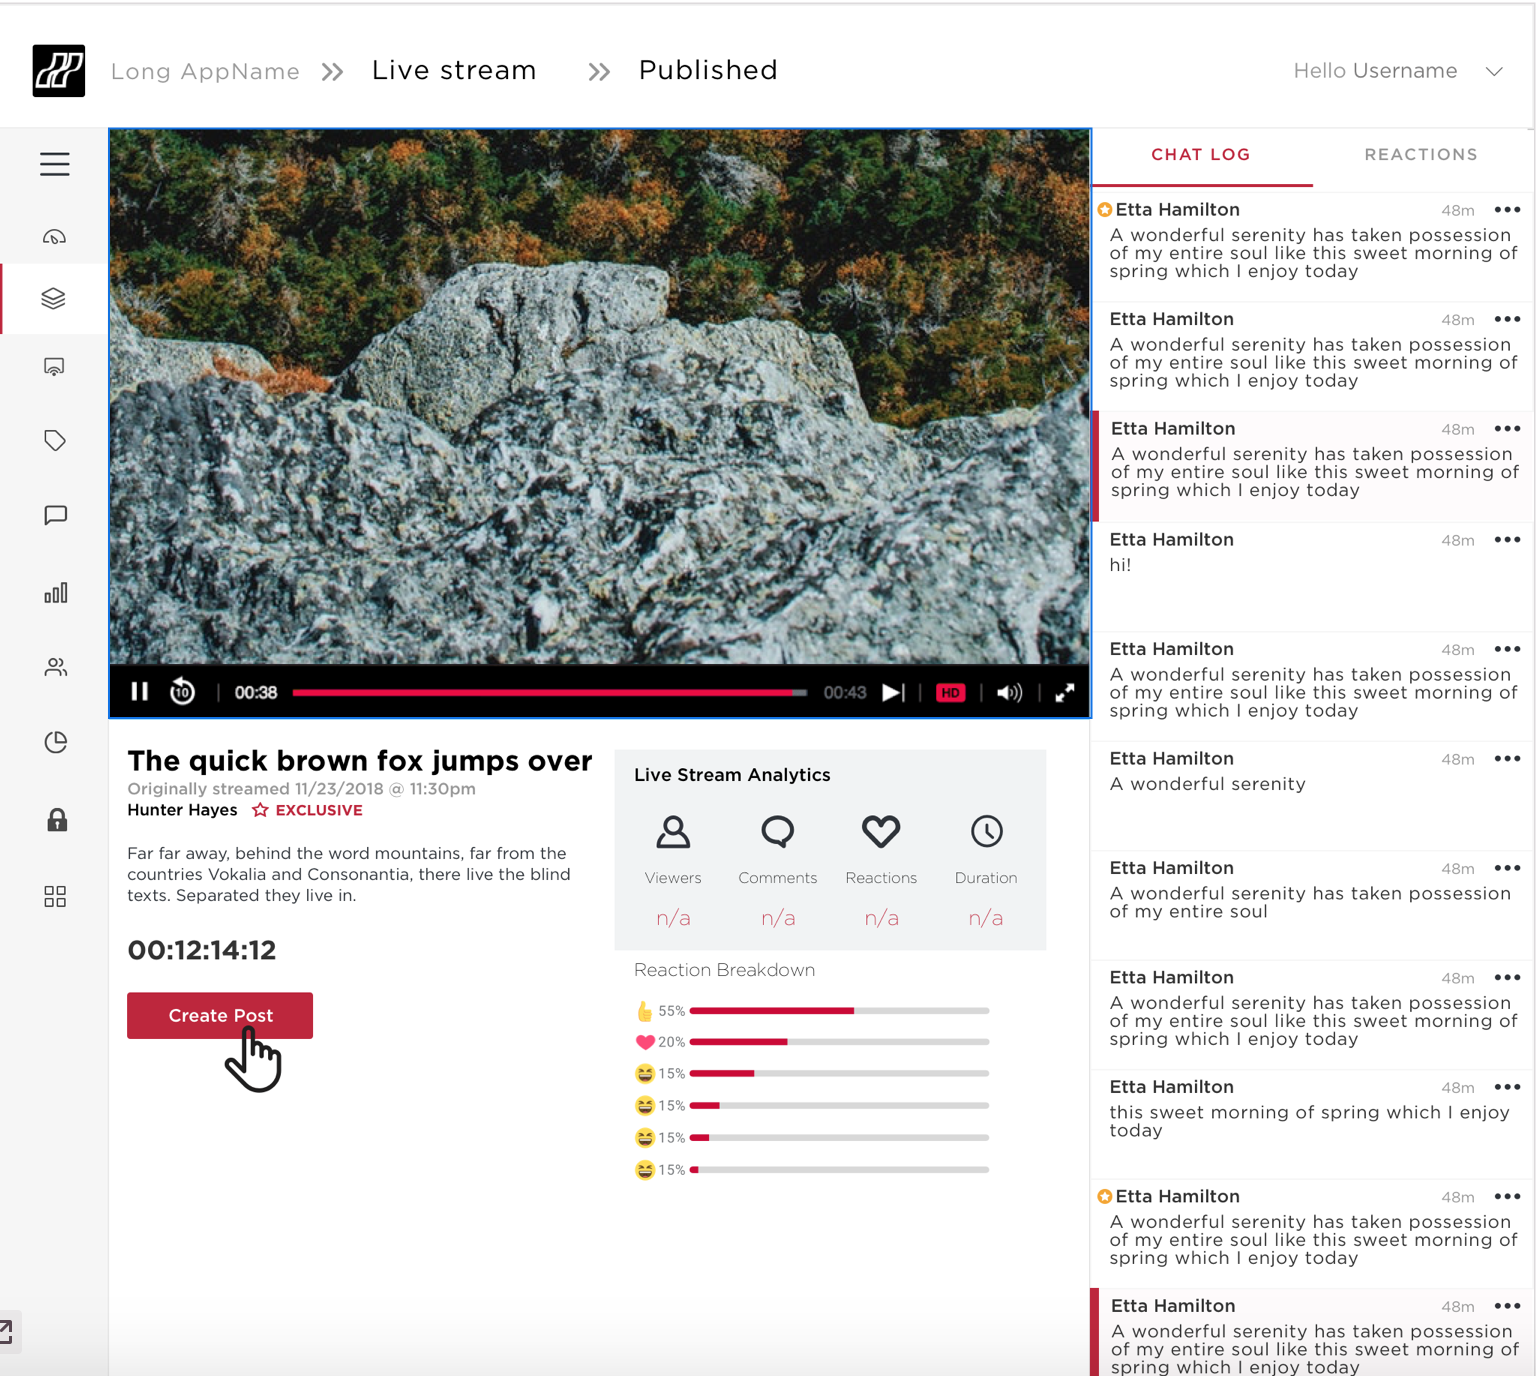 Long AppName
Live stream
Published
Hello Username
CHAT LOG
REACTIONS
Etta Hamilton 48m
A wonderful serenity has taken possession
of my entire soul like this sweet morning of
spring which I enjoy today
Etta Hamilton 48m
A wonderful serenity has taken possession
of my entire soul like this sweet morning of
spring which I enjoy today
Etta Hamilton 48m
A wonderful serenity has taken possession
of my entire soul like this sweet morning of
spring which I enjoy today
Etta Hamilton 48m
hi!
Etta Hamilton 48m
A wonderful serenity has taken possession
of my entire soul like this sweet morning of
spring which I enjoy today
Etta Hamilton 48m
A wonderful serenity
Etta Hamilton 48m
A wonderful serenity has taken possession
of my entire soul
Etta Hamilton 48m
A wonderful serenity has taken possession
of my entire soul like this sweet morning of
spring which I enjoy today
Etta Hamilton 48m
this sweet morning of spring which I enjoy
today
Etta Hamilton 48m
A wonderful serenity has taken possession
of my entire soul like this sweet morning of
spring which I enjoy today
Etta Hamilton 48m
A wonderful serenity has taken possession
of my entire soul like this sweet morning of
spring which I enjoy today
10
00:38
00:43
HD
The quick brown fox jumps over
Originally streamed 11/23/2018 @ 11:30pm
Hunter Hayes EXCLUSIVE
Far far away, behind the word mountains, far from the
countries Vokalia and Consonantia, there live the blind
texts. Separated they live in.
00:12:14:12
Create Post
Live Stream Analytics
Viewers Comments Reactions Duration
n/a n/a n/a n/a
Reaction Breakdown
55%
20%
15%
15%
15%
15%